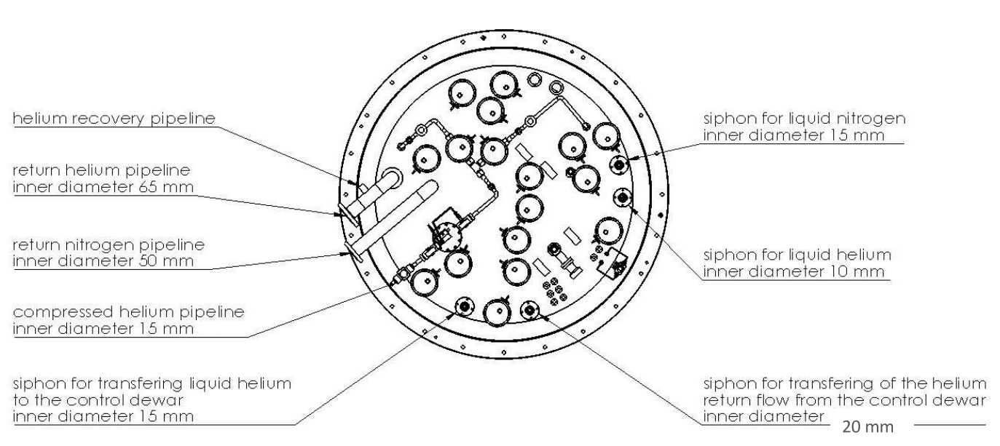 helium recovery pipeline
return helium pipeline
inner diameter 65 mm
return nitrogen pipeline
inner diameter 50 mm
compressed helium pipeline
inner diameter 15 mm
siphon for transfering liquid helium
to the control dewar
inner diameter 15 mm
siphon for liquid nitrogen
inner diameter 15 mm
siphon for liquid helium
inner diameter 10 mm
siphon for transfering of the helium
return flow from the control dewar
inner diameter 20 mm